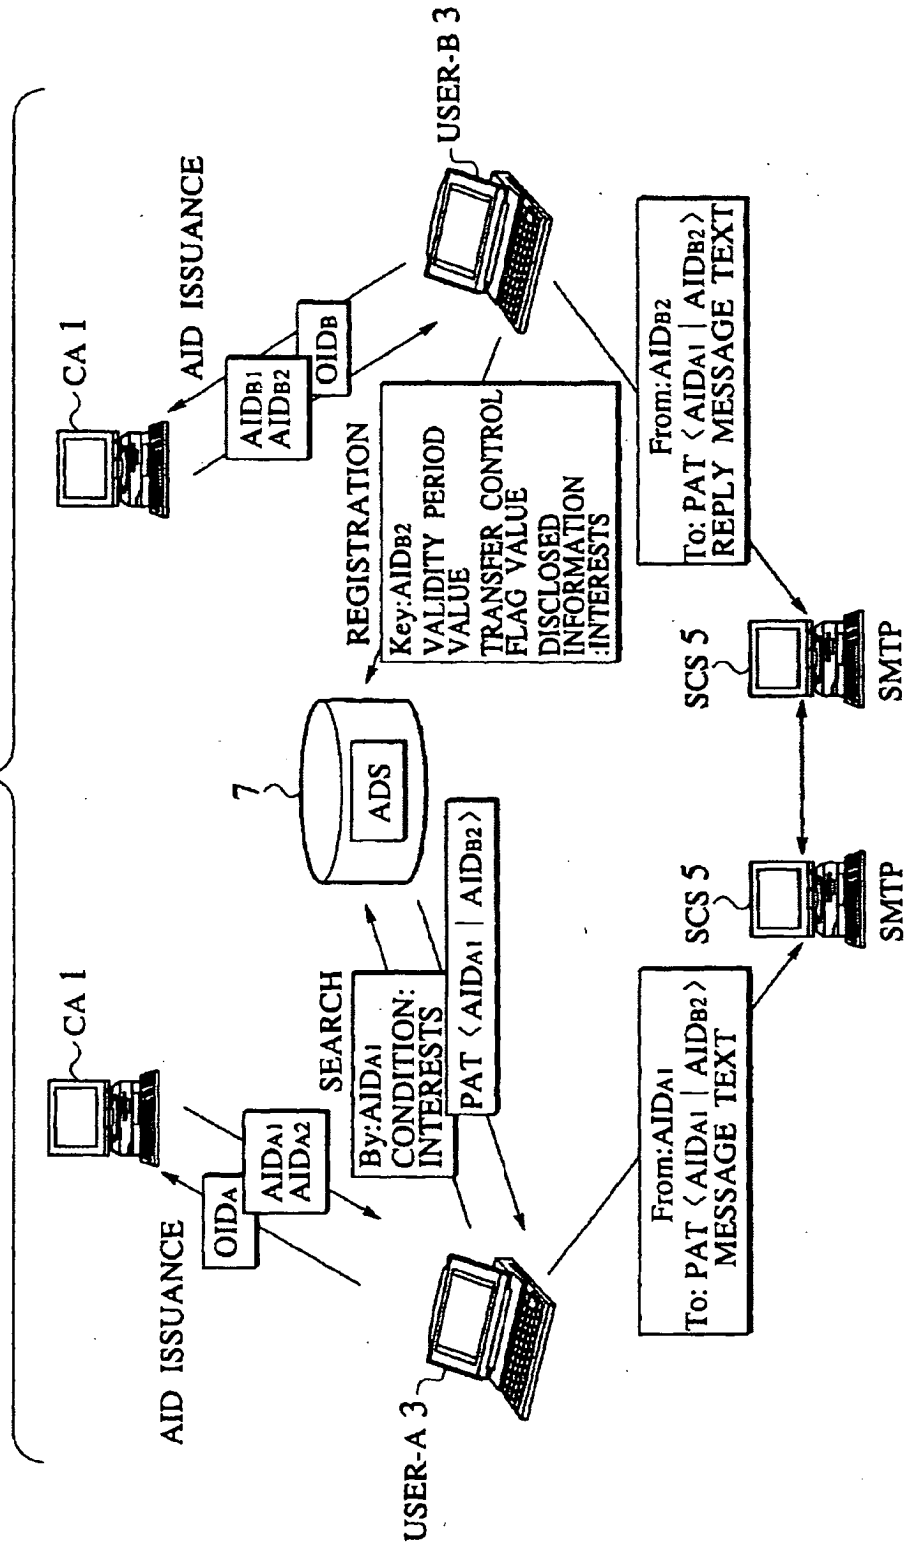 CA 1
CA 1
AID ISSUANCE
AID ISSUANCE
OIDA
AIDA1
AIDA2
AIDB1
AIDB2
OIDB
USER-A 3
USER-B 3
SEARCH
By:AIDA1
CONDITION:
INTERESTS
PAT <AIDA1 | AIDB2>
7
ADS
REGISTRATION
Key:AIDB2
VALIDITY PERIOD
VALUE
TRANSFER CONTROL
FLAG VALUE
DISCLOSED
INFORMATION
:INTERESTS
From:AIDA1
To: PAT <AIDA1 | AIDB2>
MESSAGE TEXT
SCS 5
SMTP
SCS 5
SMTP
From:AIDB2
To: PAT <AIDA1 | AIDB2>
REPLY MESSAGE TEXT